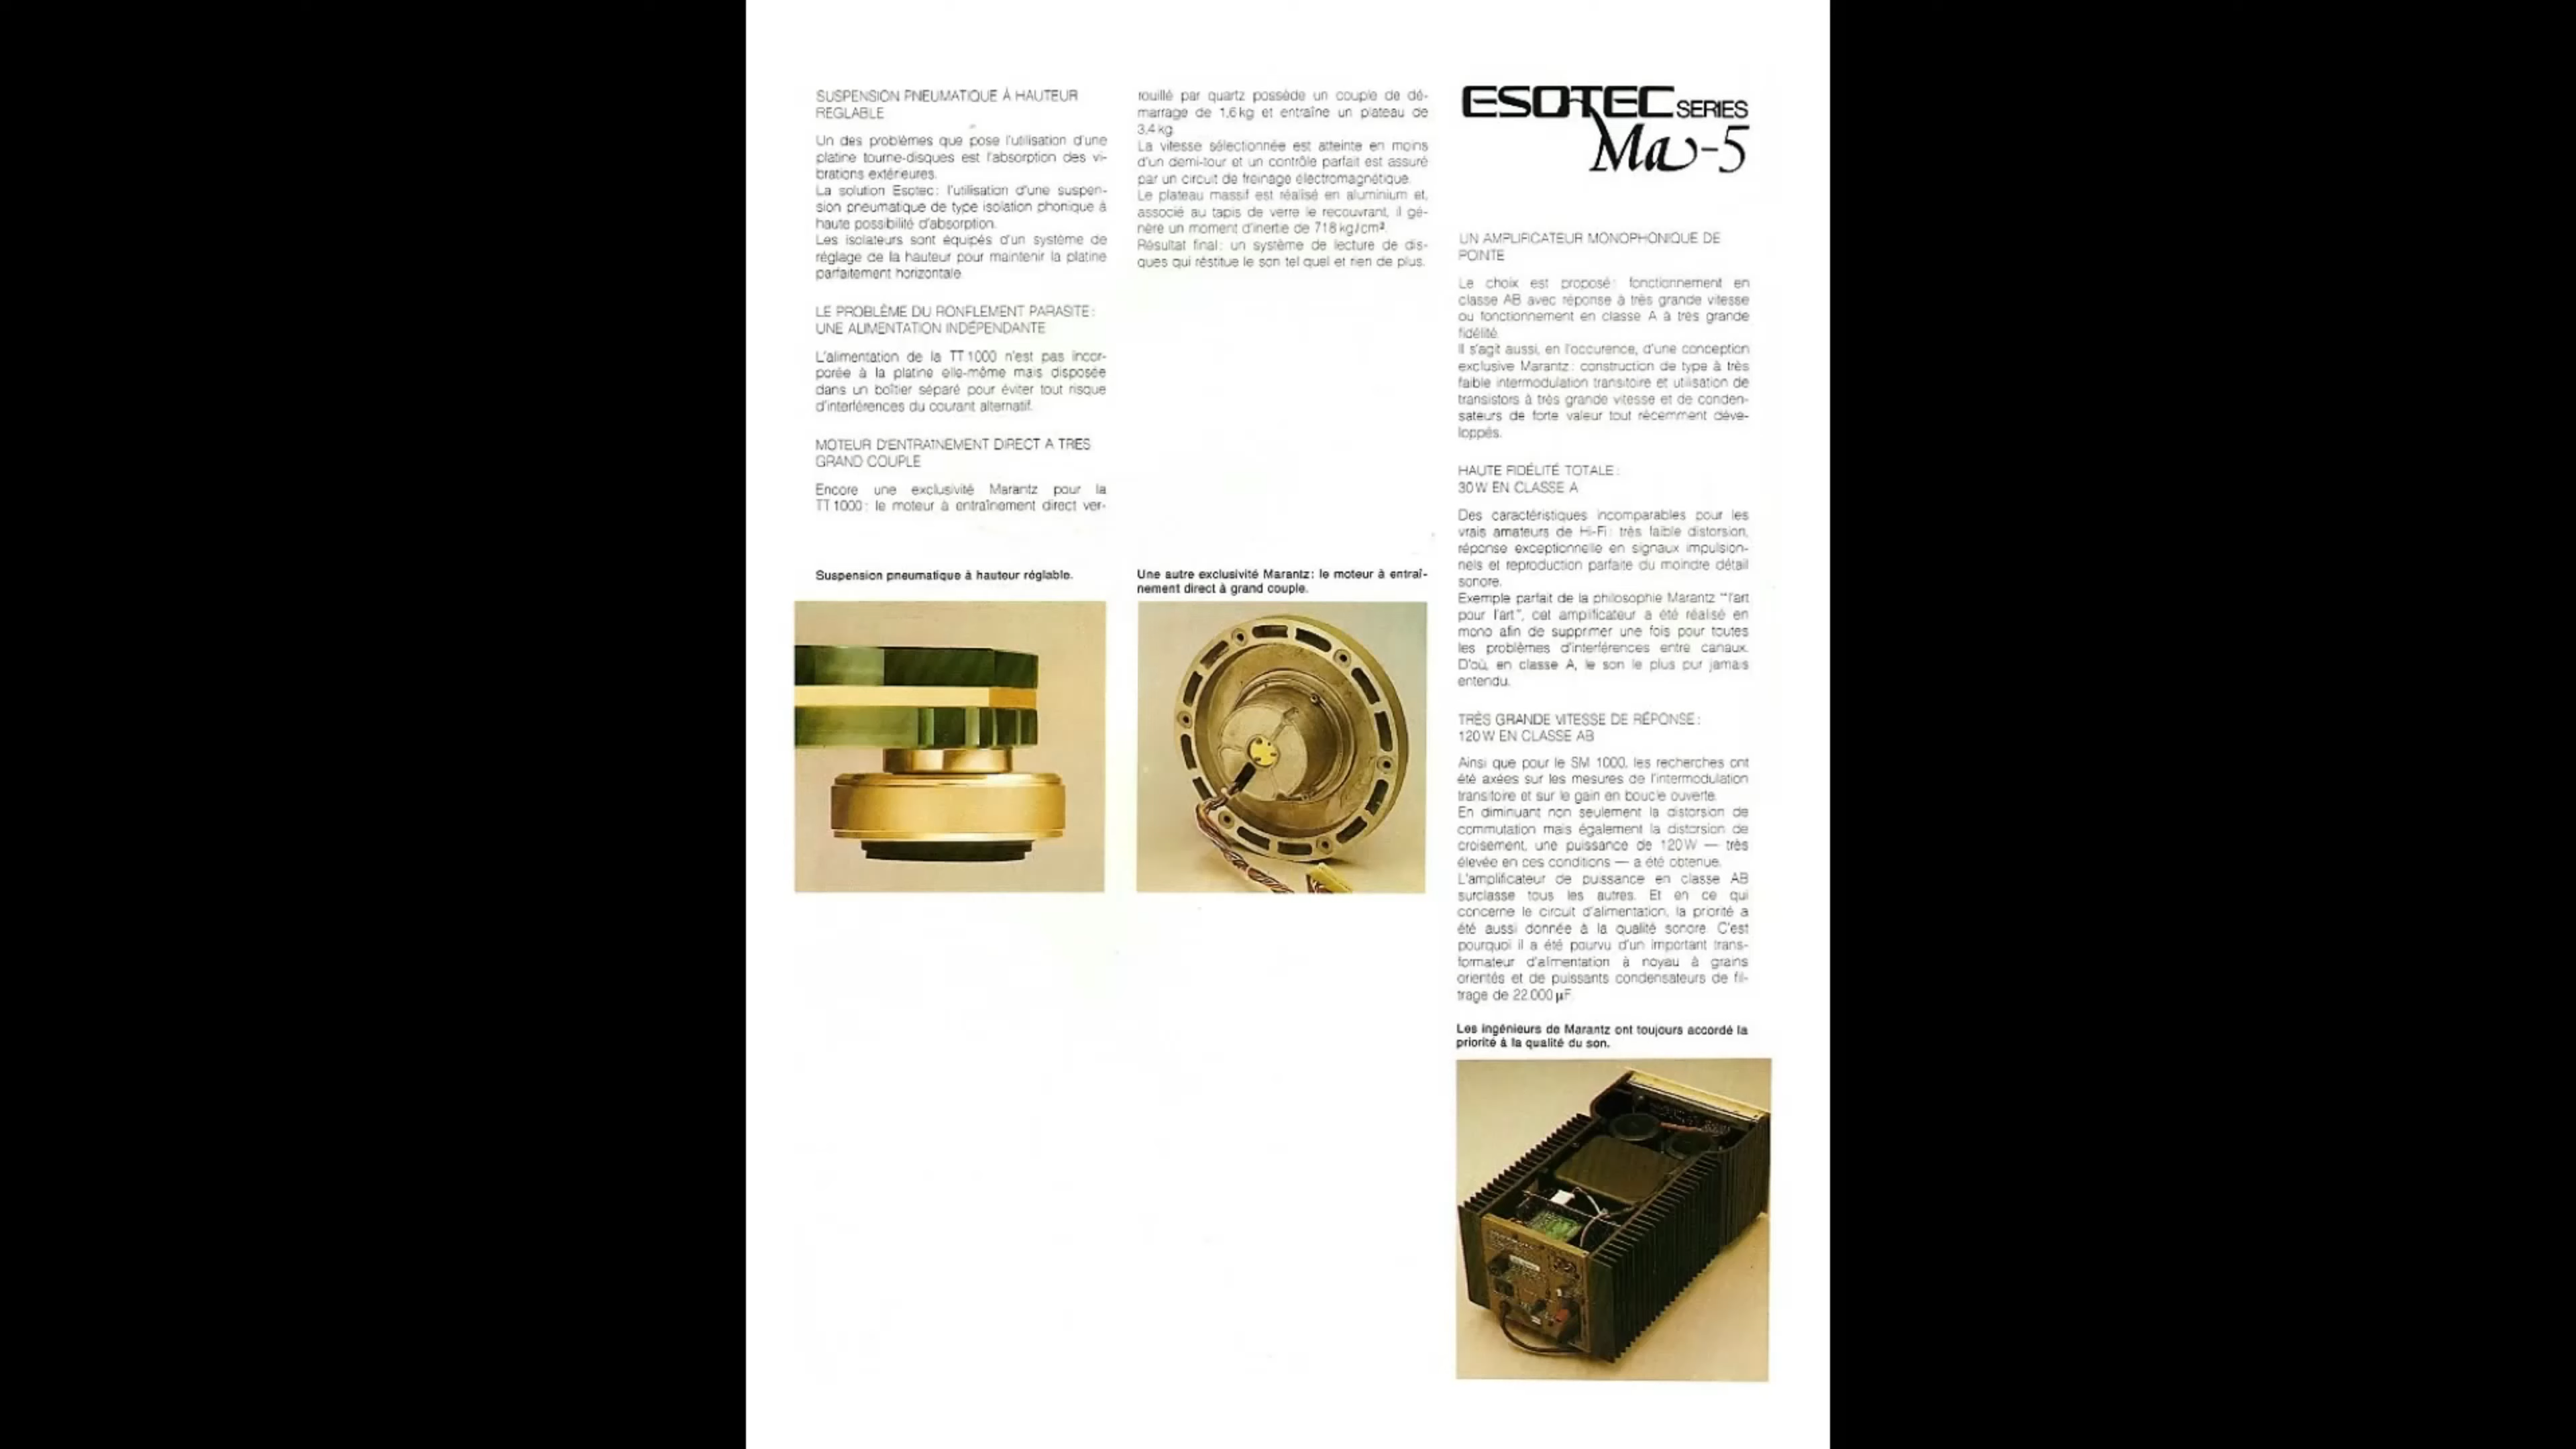 SUSPENSION PNEUMATIQUE À HAUTEUR
REGLABLE
Un des problèmes que pose l'utilisation d'une
platine tourne-disques est l'absorption des vi-
brations extérieures.
La solution Esotec: l'utilisation d'une suspen-
sion pneumatique de type isolation phonique à
haute possibilité d'absorption.
Les isolateurs sont équipés d'un système de
réglage de la hauteur pour maintenir la platine
parfaitement horizontale.
LE PROBLÈME DU RONFLEMENT PARASITE:
UNE ALIMENTATION INDÉPENDANTE
L'alimentation de la TT 1000 n'est pas incor-
porée à la platine elle-même mais disposée
dans un boîtier séparé pour éviter tout risque
d'interférences du courant alternatif.
MOTEUR D'ENTRAÎNEMENT DIRECT A TRES
GRAND COUPLE
Encore une exclusivité Marantz pour la
TT 1000: le moteur à entraînement direct ver-
Suspension pneumatique à hauteur réglable.
rouillé par quartz possède un couple de dé-
marrage de 1,6 kg et entraîne un plateau de
3,4 kg.
La vitesse sélectionnée est atteinte en moins
d'un demi-tour et un contrôle parfait est assuré
par un circuit de freinage électromagnétique.
Le plateau massif est réalisé en aluminium et,
associé au tapis de verre le recouvrant, il gé-
nère un moment d'inertie de 718 kg/cm².
Résultat final: un système de lecture de dis-
ques qui réstitue le son tel quel et rien de plus.
Une autre exclusivité Marantz: le moteur à entraî-
nement direct à grand couple.
ESOTEC SERIES
Ma-5
UN AMPLIFICATEUR MONOPHONIQUE DE
POINTE
Le choix est proposé: fonctionnement en
classe AB avec réponse à très grande vitesse
ou fonctionnement en classe A à très grande
fidélité.
Il s'agit aussi, en l'occurence, d'une conception
exclusive Marantz: construction de type à très
faible intermodulation transitoire et utilisation de
transistors à très grande vitesse et de conden-
sateurs de forte valeur tout récemment déve-
loppés.
HAUTE FIDÉLITÉ TOTALE:
30 W EN CLASSE A
Des caractéristiques incomparables pour les
vrais amateurs de Hi-Fi: très faible distorsion,
réponse exceptionnelle en signaux impulsion-
nels et reproduction parfaite du moindre détail
sonore.
Exemple parfait de la philosophie Marantz "l'art
pour l'art", cet amplificateur a été réalisé en
mono afin de supprimer une fois pour toutes
les problèmes d'interférences entre canaux.
D'où, en classe A, le son le plus pur jamais
entendu.
TRÈS GRANDE VITESSE DE RÉPONSE:
120 W EN CLASSE AB
Ainsi que pour le SM 1000, les recherches ont
été axées sur les mesures de l'intermodulation
transitoire et sur le gain en boucle ouverte.
En diminuant non seulement la distorsion de
commutation mais également la distorsion de
croisement, une puissance de 120 W — très
élevée en ces conditions — a été obtenue.
L'amplificateur de puissance en classe AB
surclasse tous les autres. Et en ce qui
concerne le circuit d'alimentation, la priorité a
été aussi donnée à la qualité sonore. C'est
pourquoi il a été pourvu d'un important trans-
formateur d'alimentation à noyau à grains
orientés et de puissants condensateurs de fil-
trage de 22.000 µF.
Les ingénieurs de Marantz ont toujours accordé la
priorité à la qualité du son.